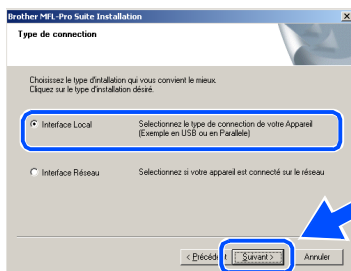 Brother MFL-Pro Suite Installation
Type de connection
Choisissez le type d'intallation qui vous convient le mieux.
Cliquez sur le type d'installation désiré.
Interface Local
Selectionnez le type de connection de votre Appareil
(Exemple en USB ou en Parallele)
Interface Réseau
Selectionnez si votre appareil est connecté sur le réseau
< Précédent
Suivant >
Annuler